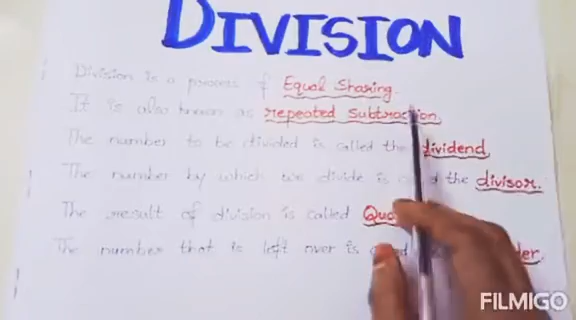 DIVISION
Division is a process of Equal Sharing.
It is also known as repeated subtraction.
The number to be divided is called the dividend.
The number by which we divide is the divisor.
The result of division is called
The number that is left over is
FILMIGO